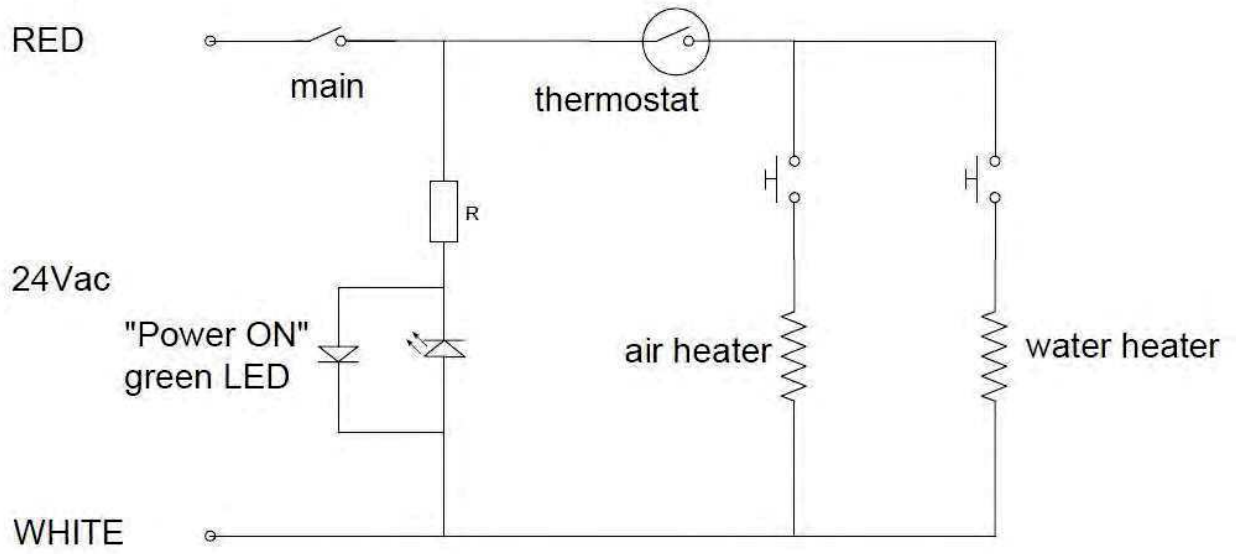 RED
main
thermostat
R
24Vac
"Power ON"
green LED
air heater
water heater
WHITE